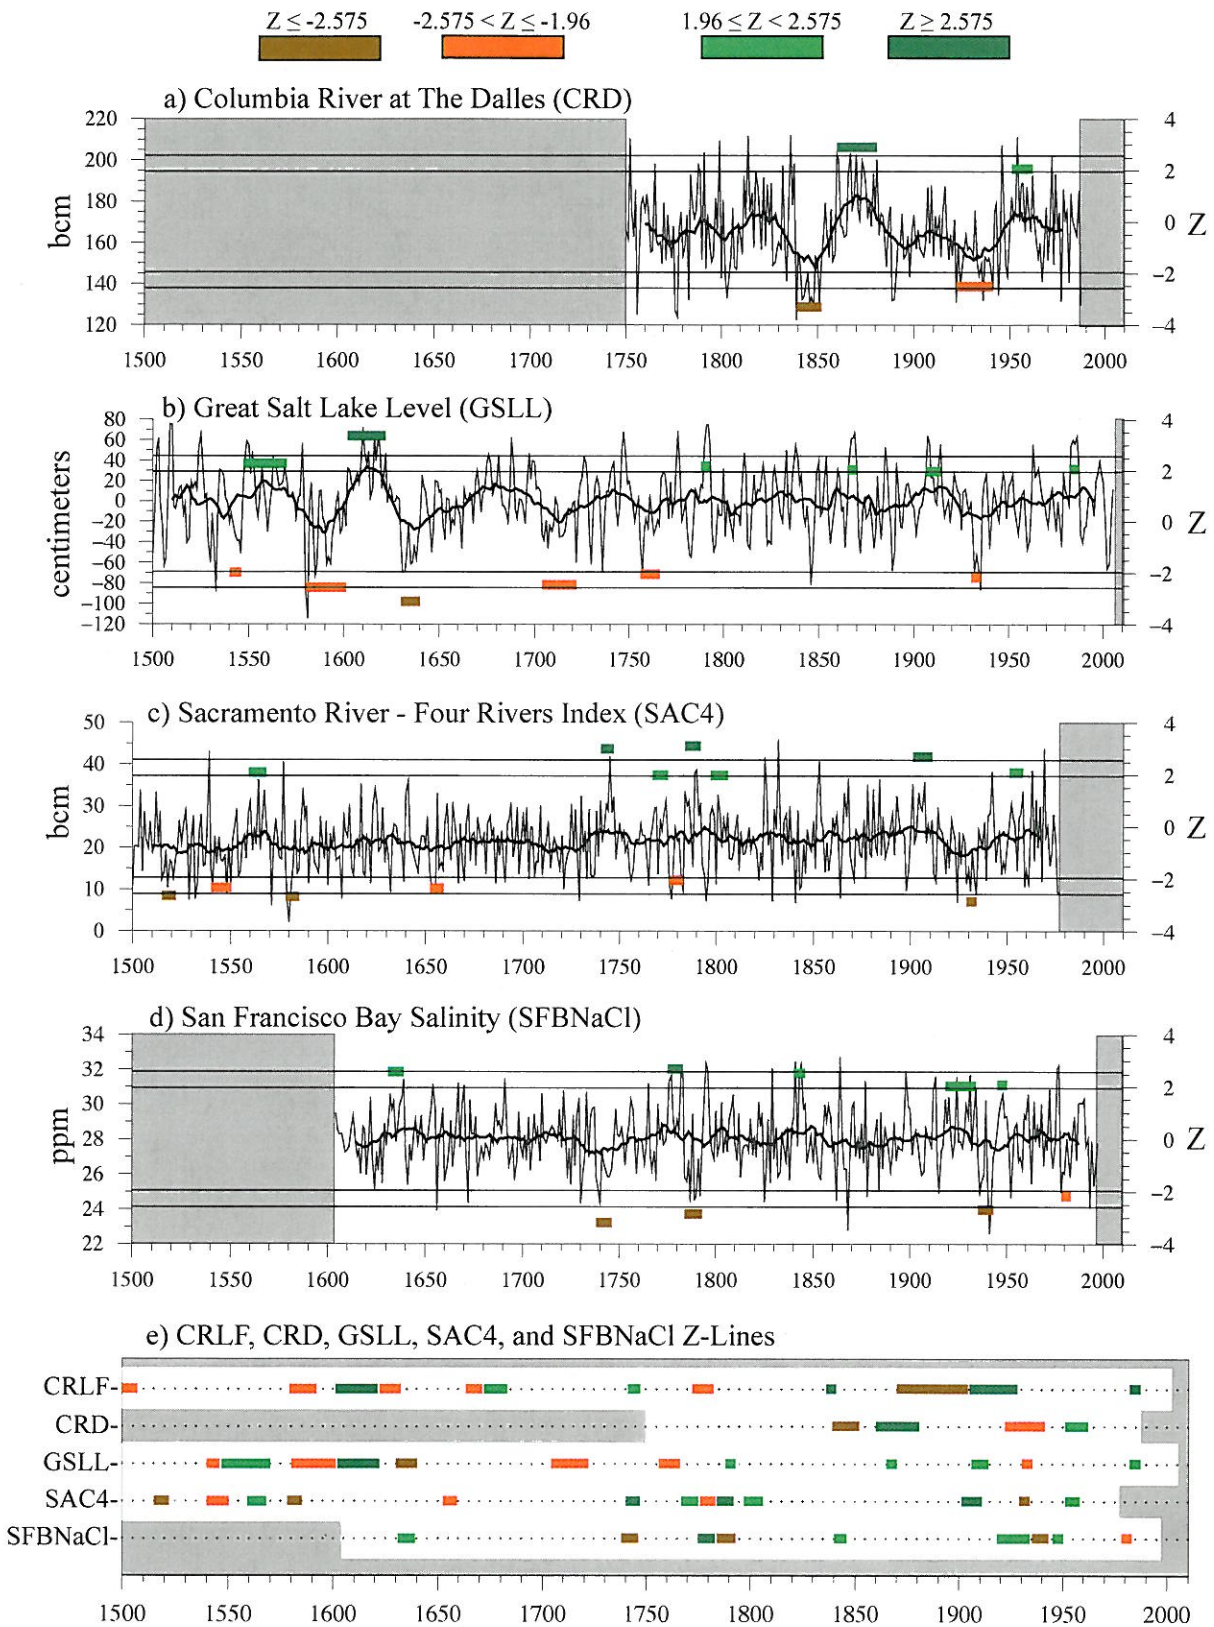 Z ≤ -2.575 -2.575 < Z ≤ -1.96 1.96 ≤ Z < 2.575 Z ≥ 2.575
a) Columbia River at The Dalles (CRD)
220 4
200 2
180
bcm 0 Z
160
140 −2
120 −4
1500 1550 1600 1650 1700 1750 1800 1850 1900 1950 2000
b) Great Salt Lake Level (GSLL)
80 4
60
40 2
20
centimeters 0
−20 0 Z
−40
−60
−80 −2
−100
−120 −4
1500 1550 1600 1650 1700 1750 1800 1850 1900 1950 2000
c) Sacramento River - Four Rivers Index (SAC4)
50 4
40 2
30
bcm 0 Z
20
10 −2
0 −4
1500 1550 1600 1650 1700 1750 1800 1850 1900 1950 2000
d) San Francisco Bay Salinity (SFBNaCl)
34 4
32 2
30
ppm 28 0 Z
26
24 −2
22 −4
1500 1550 1600 1650 1700 1750 1800 1850 1900 1950 2000
e) CRLF, CRD, GSLL, SAC4, and SFBNaCl Z-Lines
CRLF-
CRD-
GSLL-
SAC4-
SFBNaCl-
1500 1550 1600 1650 1700 1750 1800 1850 1900 1950 2000